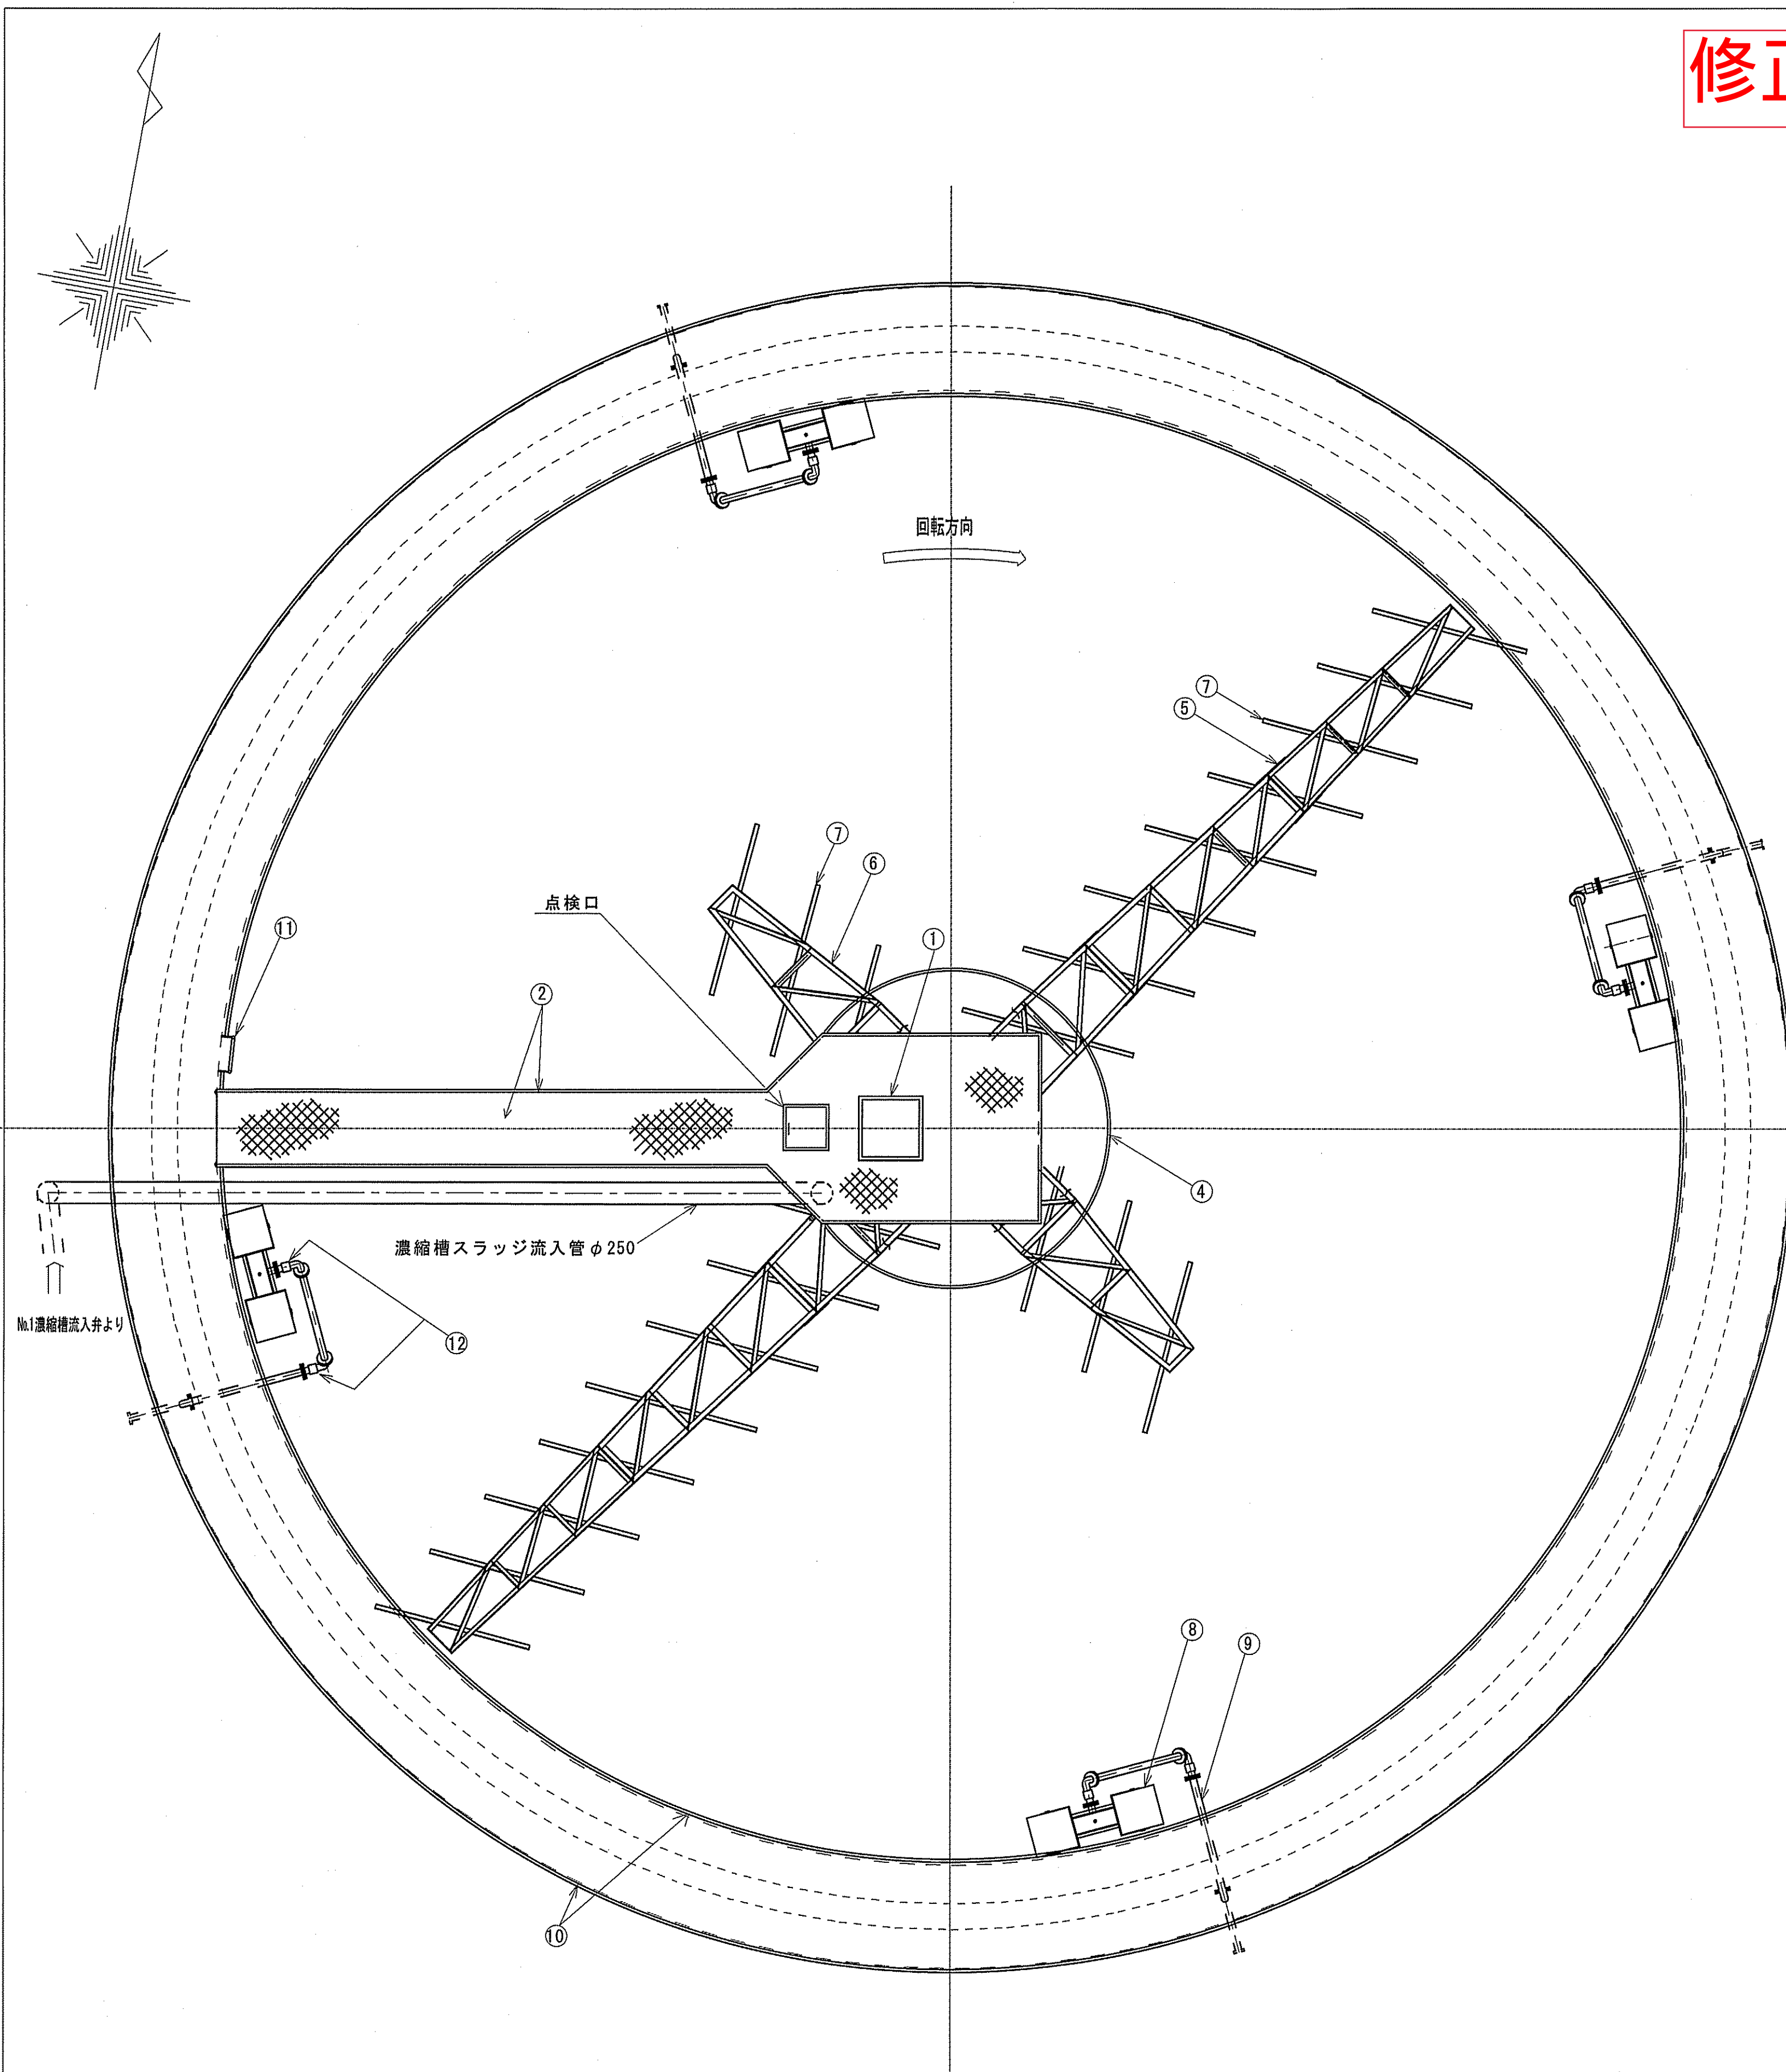 修正
回転方向
⑦
⑤
⑦
⑥
点検口
①
⑪
②
④
濃縮槽スラッジ流入管φ250
№1濃縮槽流入弁より
⑫
⑧
⑨
⑩